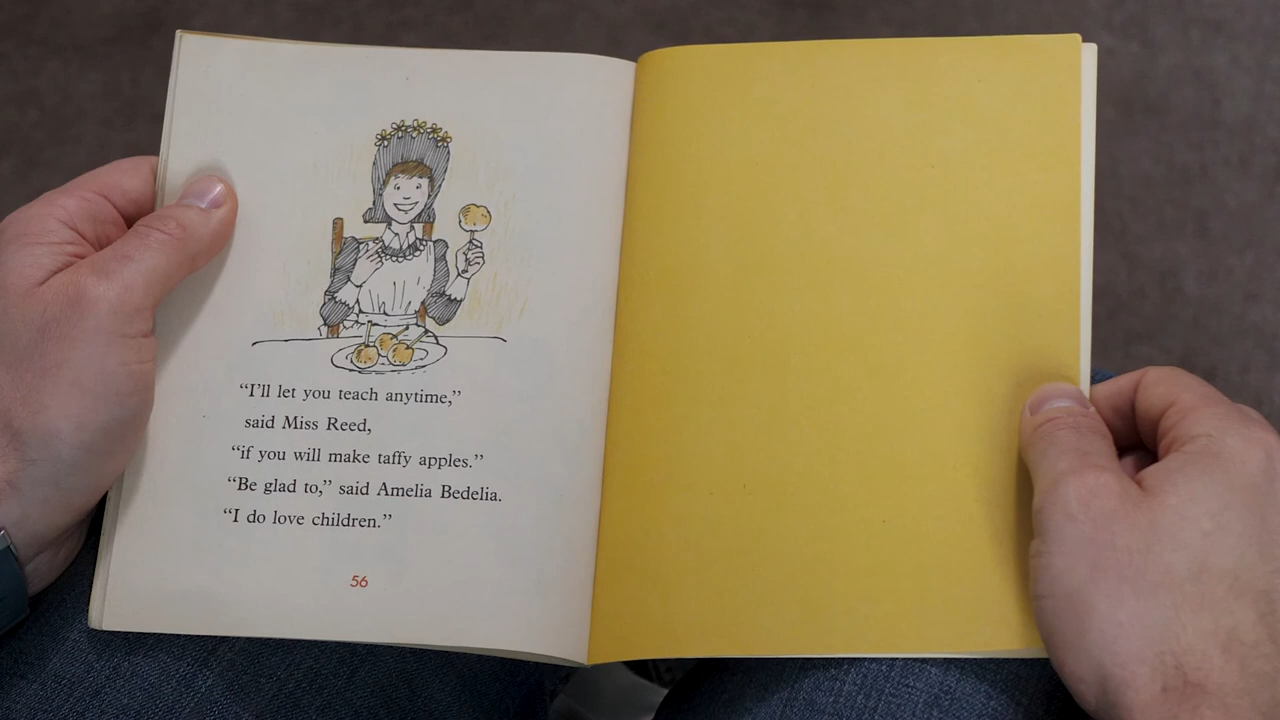 “I’ll let you teach anytime,”
said Miss Reed,
“if you will make taffy apples.”
“Be glad to,” said Amelia Bedelia.
“I do love children.”
56